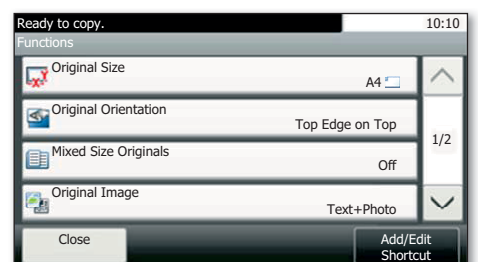 Ready to copy. 10:10
Functions
Original Size
A4
Original Orientation
Top Edge on Top
1/2
Mixed Size Originals
Off
Original Image
Text+Photo
Close
Add/Edit
Shortcut